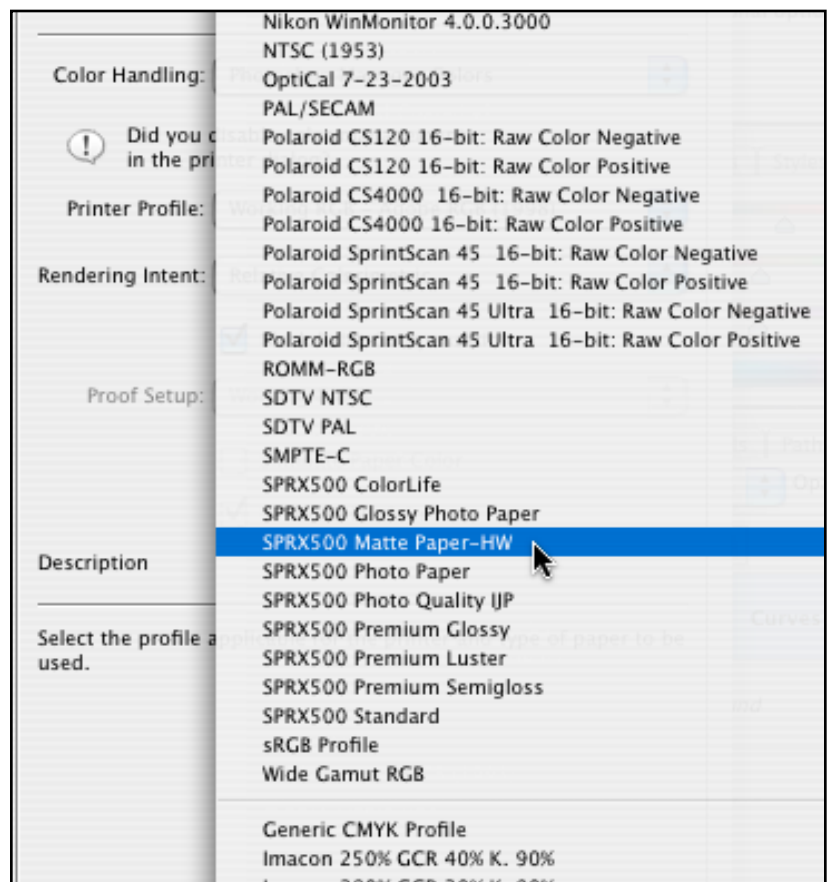 Nikon WinMonitor 4.0.0.3000
NTSC (1953)
Color Handling:
OptiCal 7-23-2003
PAL/SECAM
Did you
Polaroid CS120 16-bit: Raw Color Negative
in the pri
Polaroid CS120 16-bit: Raw Color Positive
Polaroid CS4000  16-bit: Raw Color Negative
Printer Profile:
Polaroid CS4000 16-bit: Raw Color Positive
Polaroid SprintScan 45  16-bit: Raw Color Negative
Rendering Intent:
Polaroid SprintScan 45  16-bit: Raw Color Positive
Polaroid SprintScan 45 Ultra  16-bit: Raw Color Negative
Polaroid SprintScan 45 Ultra  16-bit: Raw Color Positive
ROMM-RGB
Proof Setup:
SDTV NTSC
SDTV PAL
SMPTE-C
SPRX500 ColorLife
SPRX500 Glossy Photo Paper
SPRX500 Matte Paper-HW
Description
SPRX500 Photo Paper
SPRX500 Photo Quality IJP
SPRX500 Premium Glossy
Select the profile a
type of paper to be
used.
SPRX500 Premium Luster
SPRX500 Premium Semigloss
SPRX500 Standard
sRGB Profile
Wide Gamut RGB
Generic CMYK Profile
Imacon 250% GCR 40% K. 90%